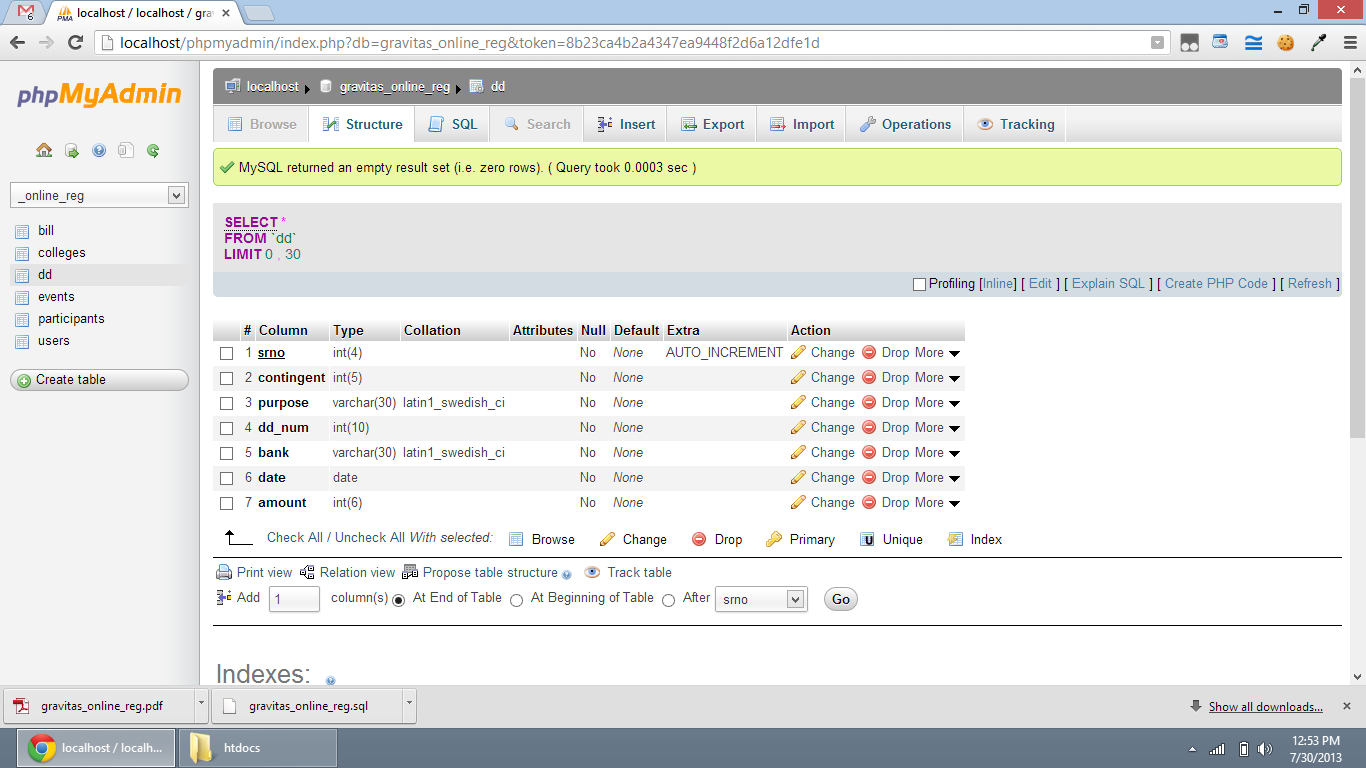 6
localhost / localhost / gra
localhost/phpmyadmin/index.php?db=gravitas_online_reg&token=8b23ca4b2a4347ea9448f2d6a12dfe1d
phpMyAdmin
_online_reg
bill
colleges
dd
events
participants
users
Create table
localhost gravitas_online_reg dd
Browse Structure SQL Search Insert Export Import Operations Tracking
MySQL returned an empty result set (i.e. zero rows). ( Query took 0.0003 sec )
SELECT *
FROM `dd`
LIMIT 0 , 30
Profiling [Inline] [ Edit ] [ Explain SQL ] [ Create PHP Code ] [ Refresh ]
# Column Type Collation Attributes Null Default Extra Action
1 srno int(4) No None AUTO_INCREMENT Change Drop More
2 contingent int(5) No None Change Drop More
3 purpose varchar(30) latin1_swedish_ci No None Change Drop More
4 dd_num int(10) No None Change Drop More
5 bank varchar(30) latin1_swedish_ci No None Change Drop More
6 date date No None Change Drop More
7 amount int(6) No None Change Drop More
Check All / Uncheck All With selected: Browse Change Drop Primary Unique Index
Print view Relation view Propose table structure Track table
Add 1 column(s) At End of Table At Beginning of Table After srno Go
Indexes:
gravitas_online_reg.pdf gravitas_online_reg.sql Show all downloads...
localhost / localh... htdocs
12:53 PM
7/30/2013